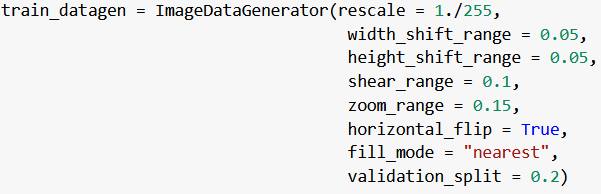 train_datagen = ImageDataGenerator(rescale = 1./255,
width_shift_range = 0.05,
height_shift_range = 0.05,
shear_range = 0.1,
zoom_range = 0.15,
horizontal_flip = True,
fill_mode = "nearest",
validation_split = 0.2)